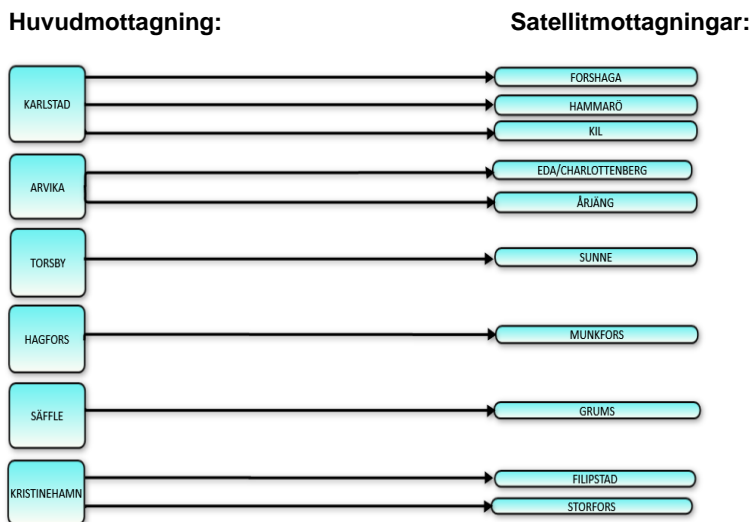 Huvudmottagning: Satellitmottagningar:
KARLSTAD
FORSHAGA
HAMMARÖ
KIL
ARVIKA
EDA/CHARLOTTENBERG
ÅRJÄNG
TORSBY
SUNNE
HAGFORS
MUNKFORS
SÄFFLE
GRUMS
KRISTINEHAMN
FILIPSTAD
STORFORS